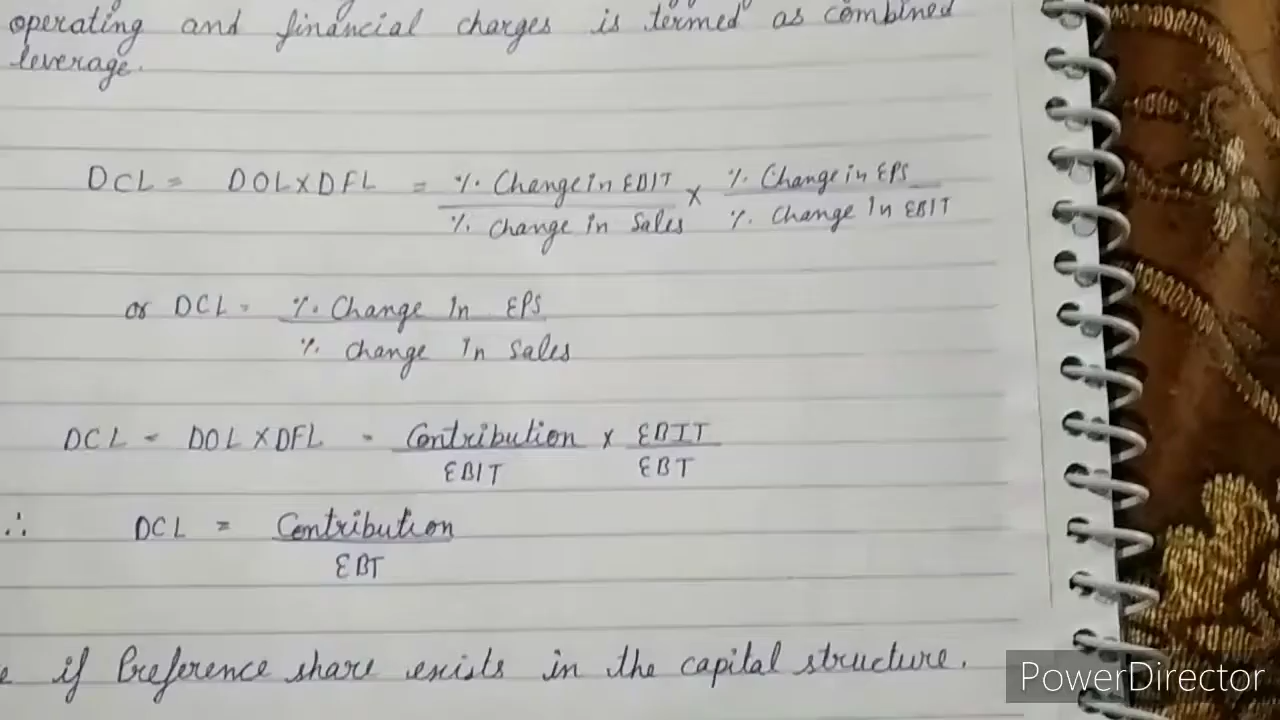 operating and financial charges is termed as combined
leverage.
DCL = DOL X DFL = % Change in EBIT / % Change in Sales X % Change in EPS / % Change In EBIT
or DCL = % Change In EPS / % Change In Sales
DCL = DOL X DFL = Contribution / EBIT X EBIT / EBT
∴ DCL = Contribution / EBT
if Preference share exists in the capital structure.
PowerDirector